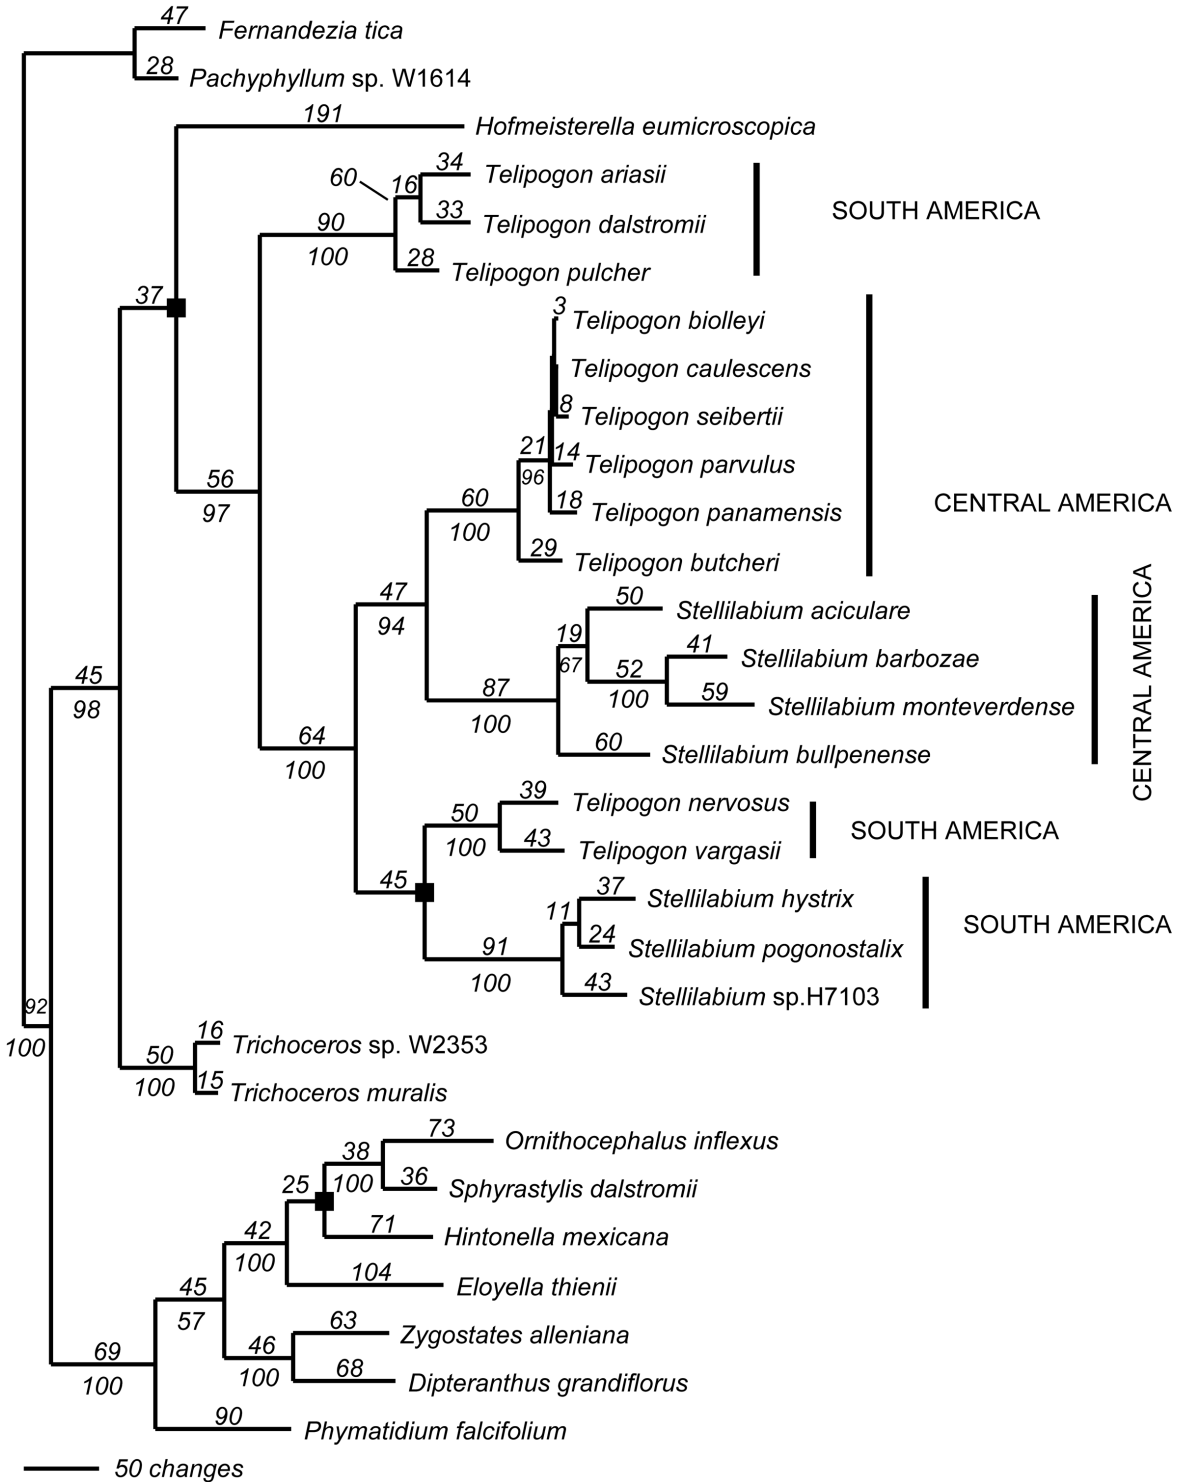 47
Fernandezia tica
28
Pachyphyllum sp. W1614
191
Hofmeisterella eumicroscopica
34
Telipogon ariasii
60
16
33
Telipogon dalstromii
SOUTH AMERICA
90
100
28
Telipogon pulcher
37
3
Telipogon biolleyi
Telipogon caulescens
8
Telipogon seibertii
21
96
14
Telipogon parvulus
56
97
60
100
18
Telipogon panamensis
CENTRAL AMERICA
29
Telipogon butcheri
47
94
50
Stellilabium aciculare
19
67
41
Stellilabium barbozae
52
100
CENTRAL AMERICA
45
98
87
100
59
Stellilabium monteverdense
64
100
60
Stellilabium bullpenense
39
Telipogon nervosus
50
100
SOUTH AMERICA
43
Telipogon vargasii
45
37
Stellilabium hystrix
11
SOUTH AMERICA
24
Stellilabium pogonostalix
91
100
43
Stellilabium sp.H7103
92
100
16
Trichoceros sp. W2353
50
100
15
Trichoceros muralis
73
Ornithocephalus inflexus
38
100
25
36
Sphyrastylis dalstromii
42
100
71
Hintonella mexicana
45
57
104
Eloyella thienii
63
Zygostates alleniana
69
100
46
100
68
Dipteranthus grandiflorus
90
Phymatidium falcifolium
50 changes